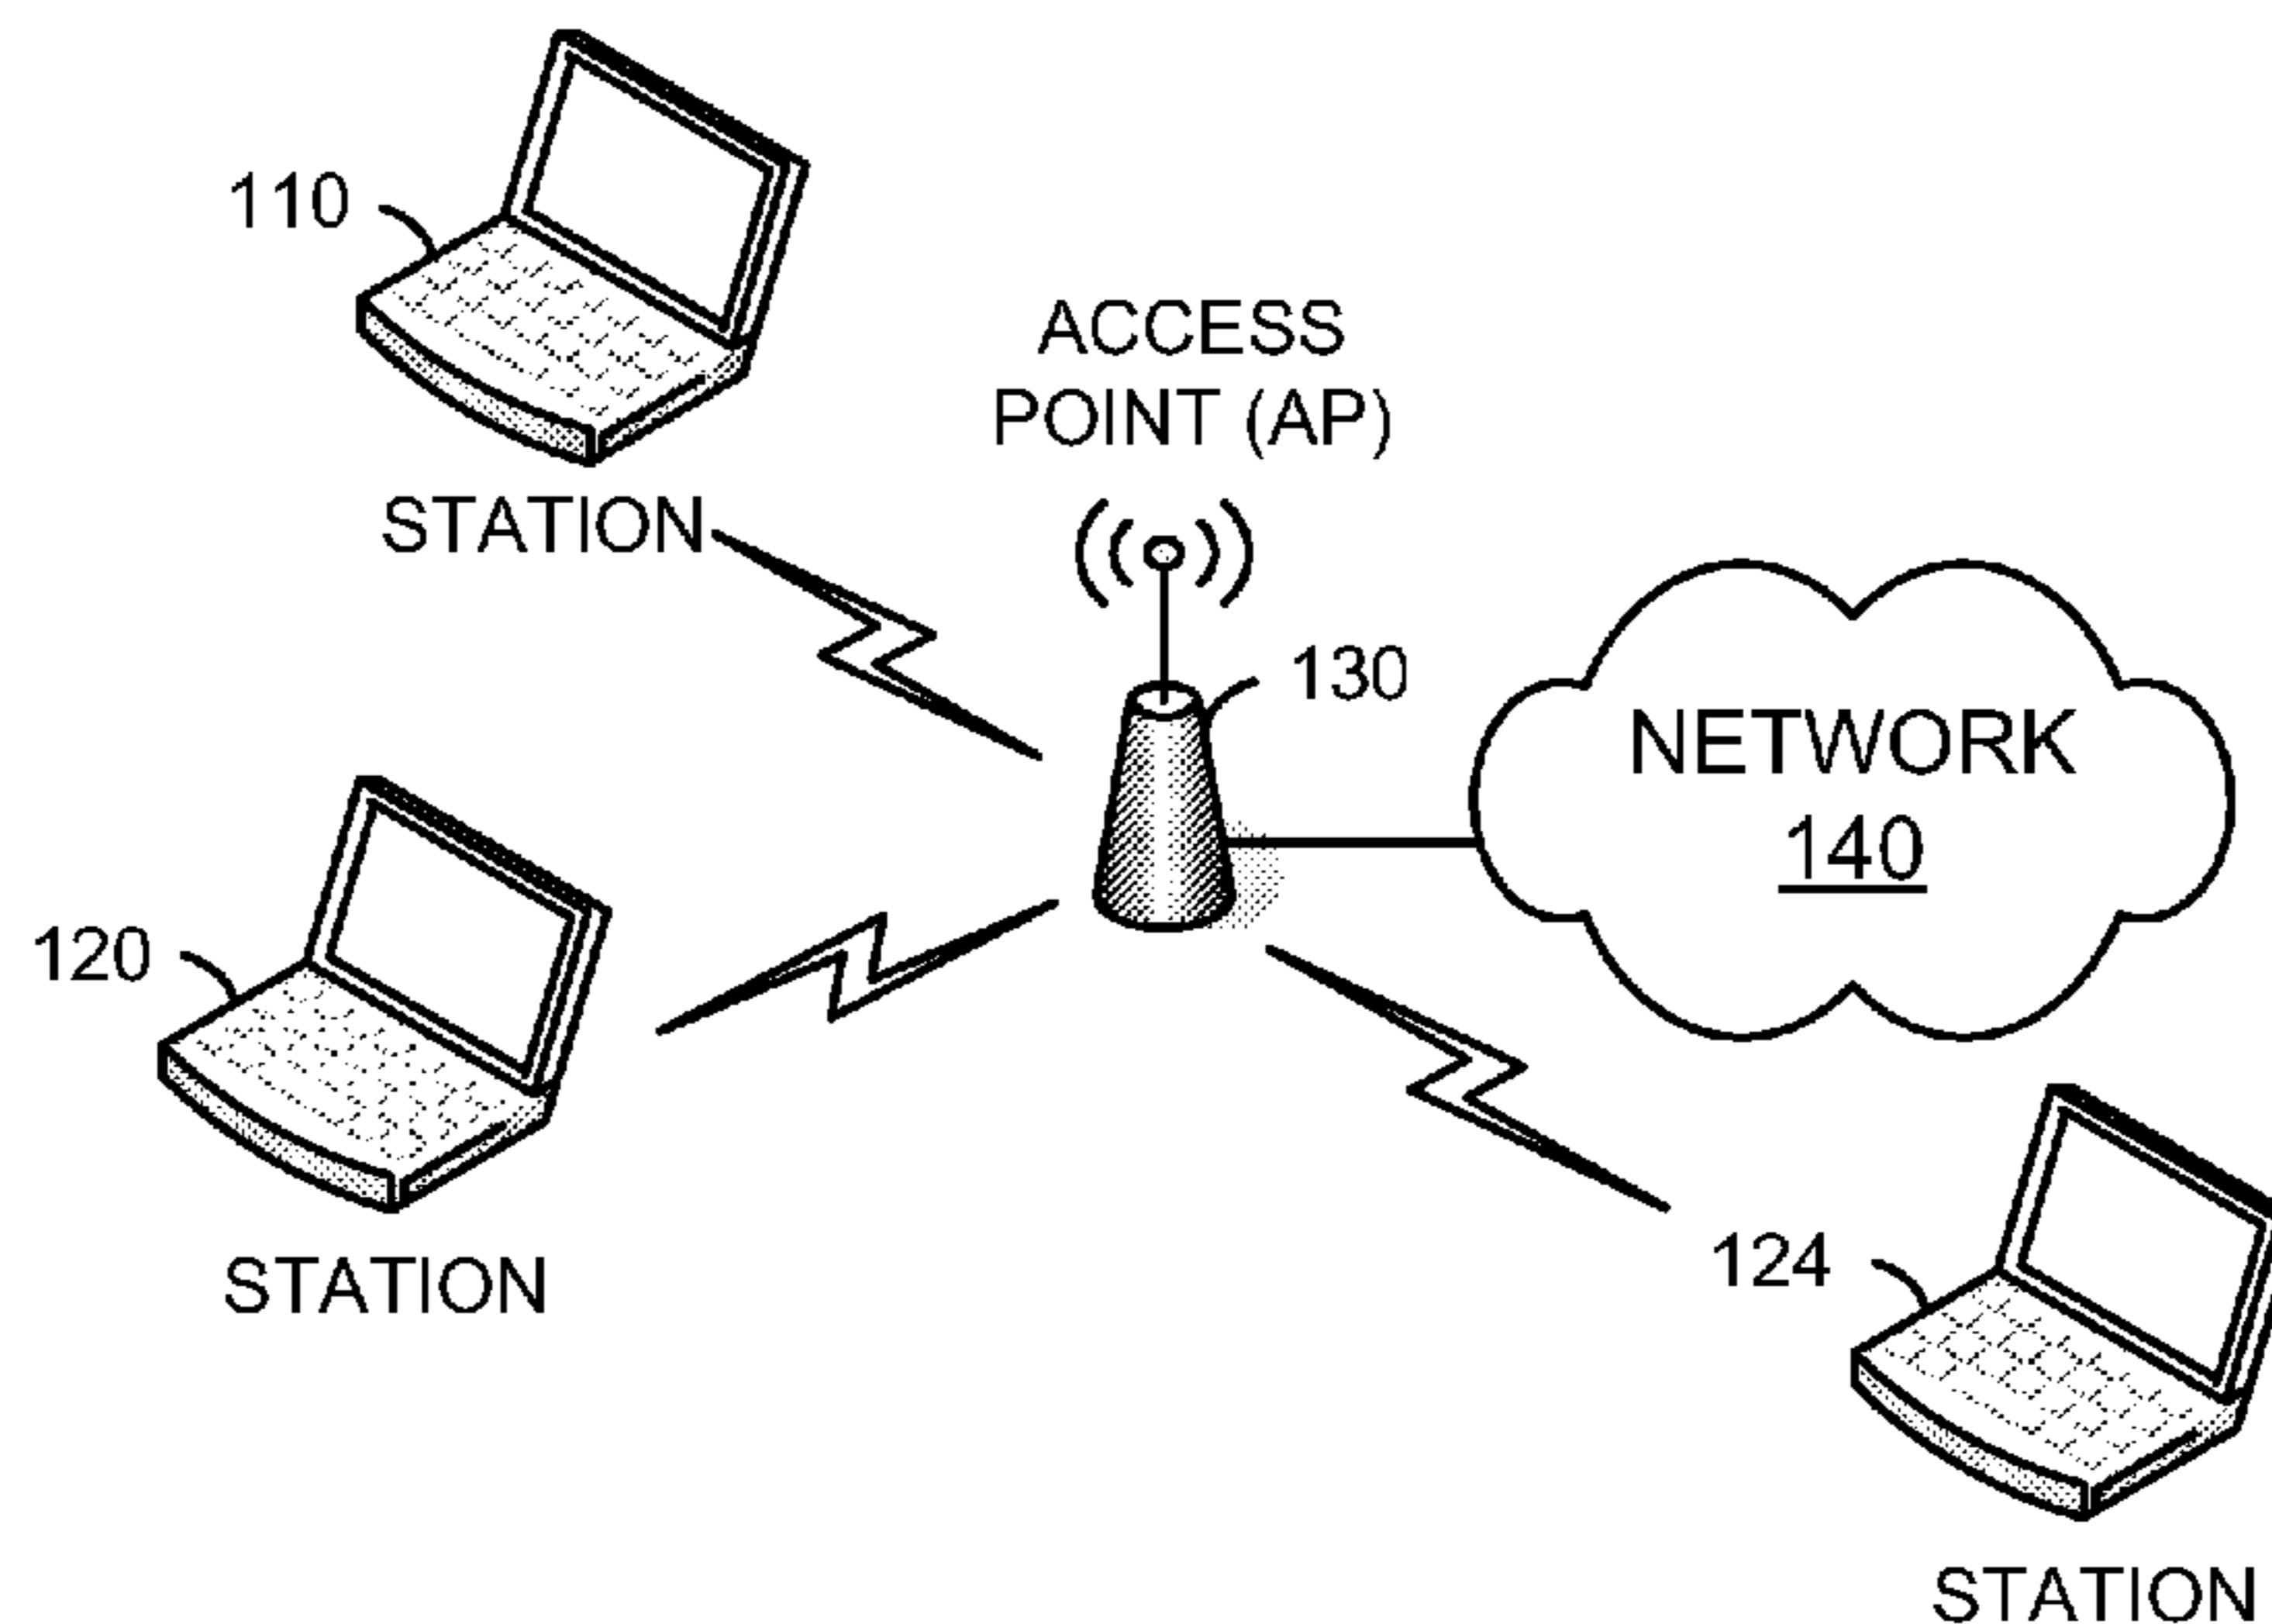 110
ACCESS
POINT (AP)
STATION
130
NETWORK
140
120
STATION
124
STATION